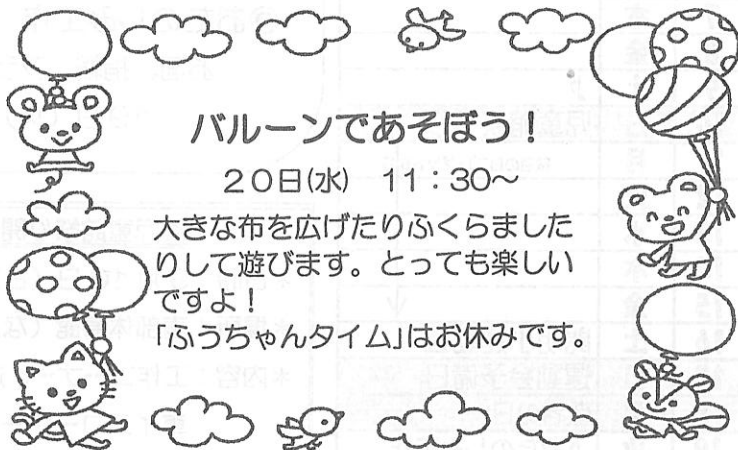 バルーンであそぼう！
20日(水)　11：30～
大きな布を広げたりふくらました
りして遊びます。とっても楽しい
ですよ！
「ふうちゃんタイム」はお休みです。